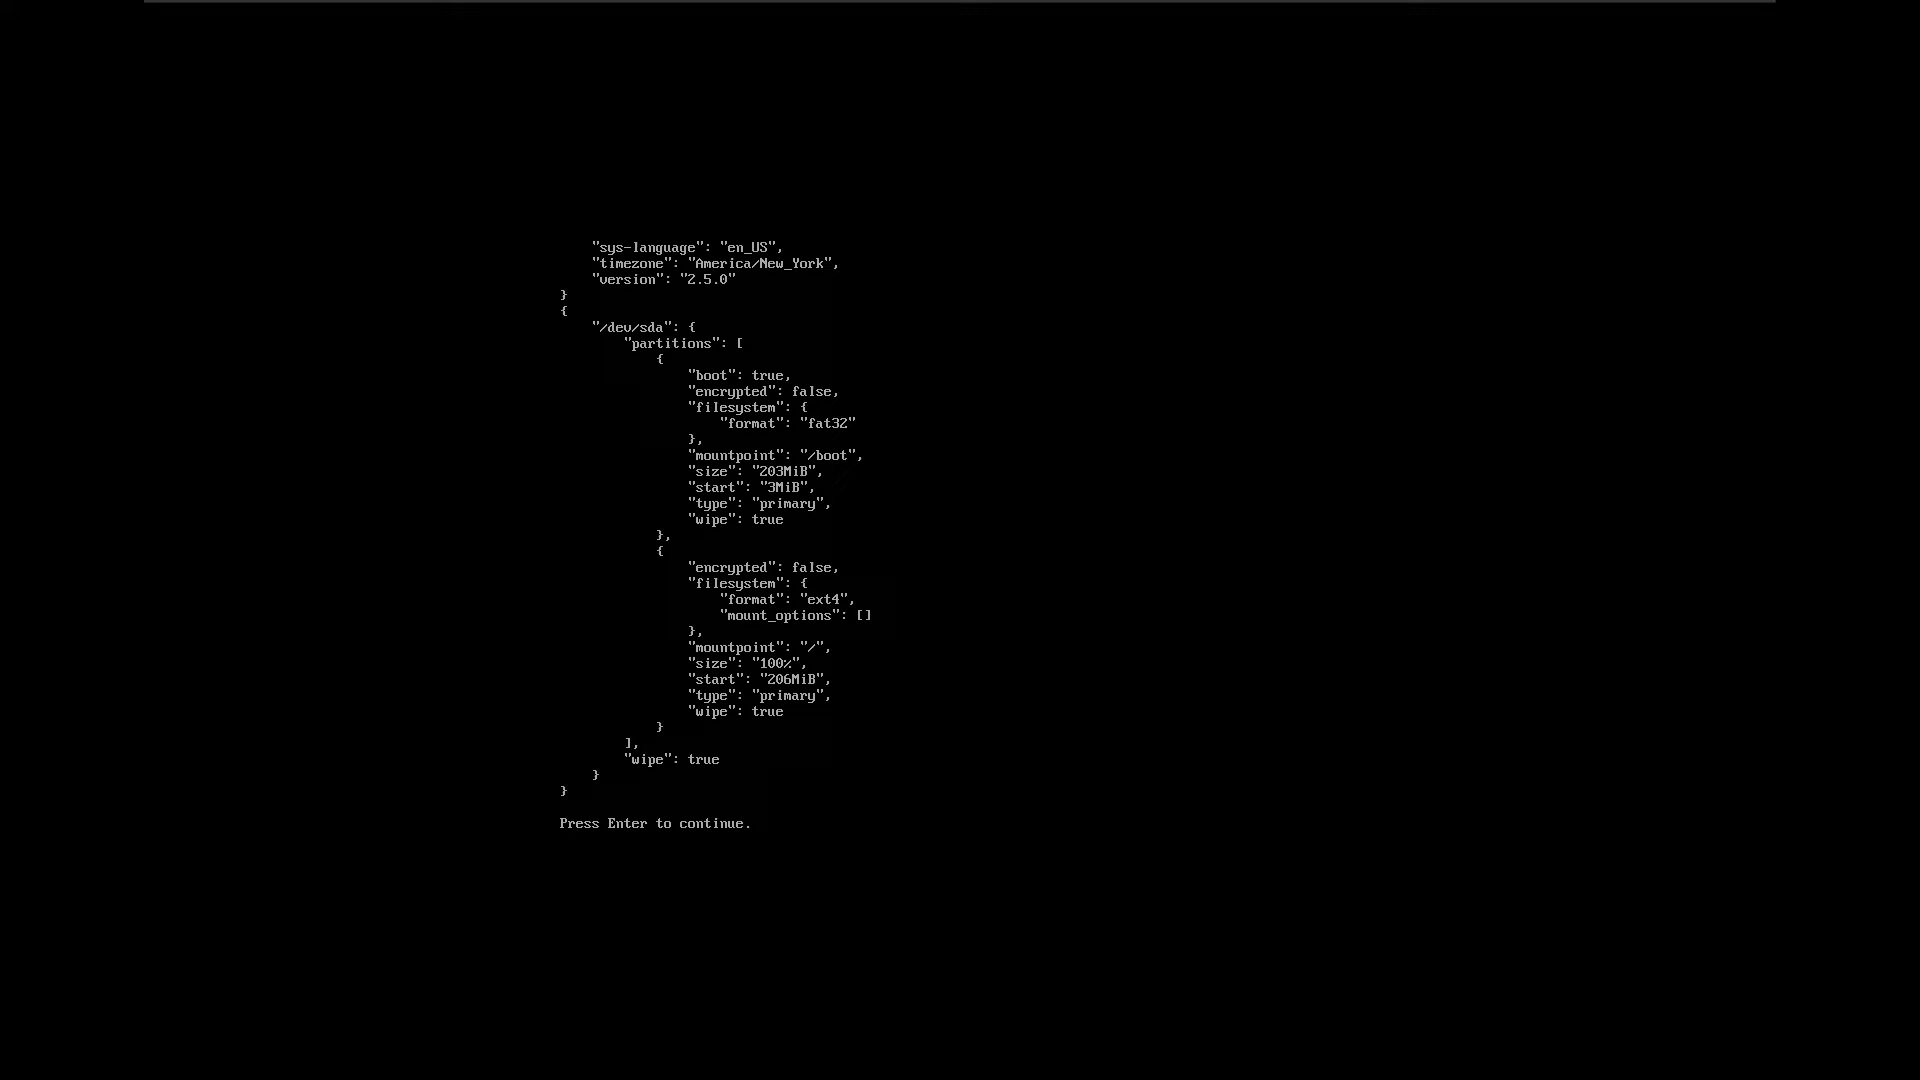 "sys-language": "en_US",
"timezone": "America/New_York",
"version": "2.5.0"
}
{
"/dev/sda": {
"partitions": [
{
"boot": true,
"encrypted": false,
"filesystem": {
"format": "fat32"
},
"mountpoint": "/boot",
"size": "203MiB",
"start": "3MiB",
"type": "primary",
"wipe": true
},
{
"encrypted": false,
"filesystem": {
"format": "ext4",
"mount_options": []
},
"mountpoint": "/",
"size": "100%",
"start": "206MiB",
"type": "primary",
"wipe": true
}
],
"wipe": true
}
}
Press Enter to continue.